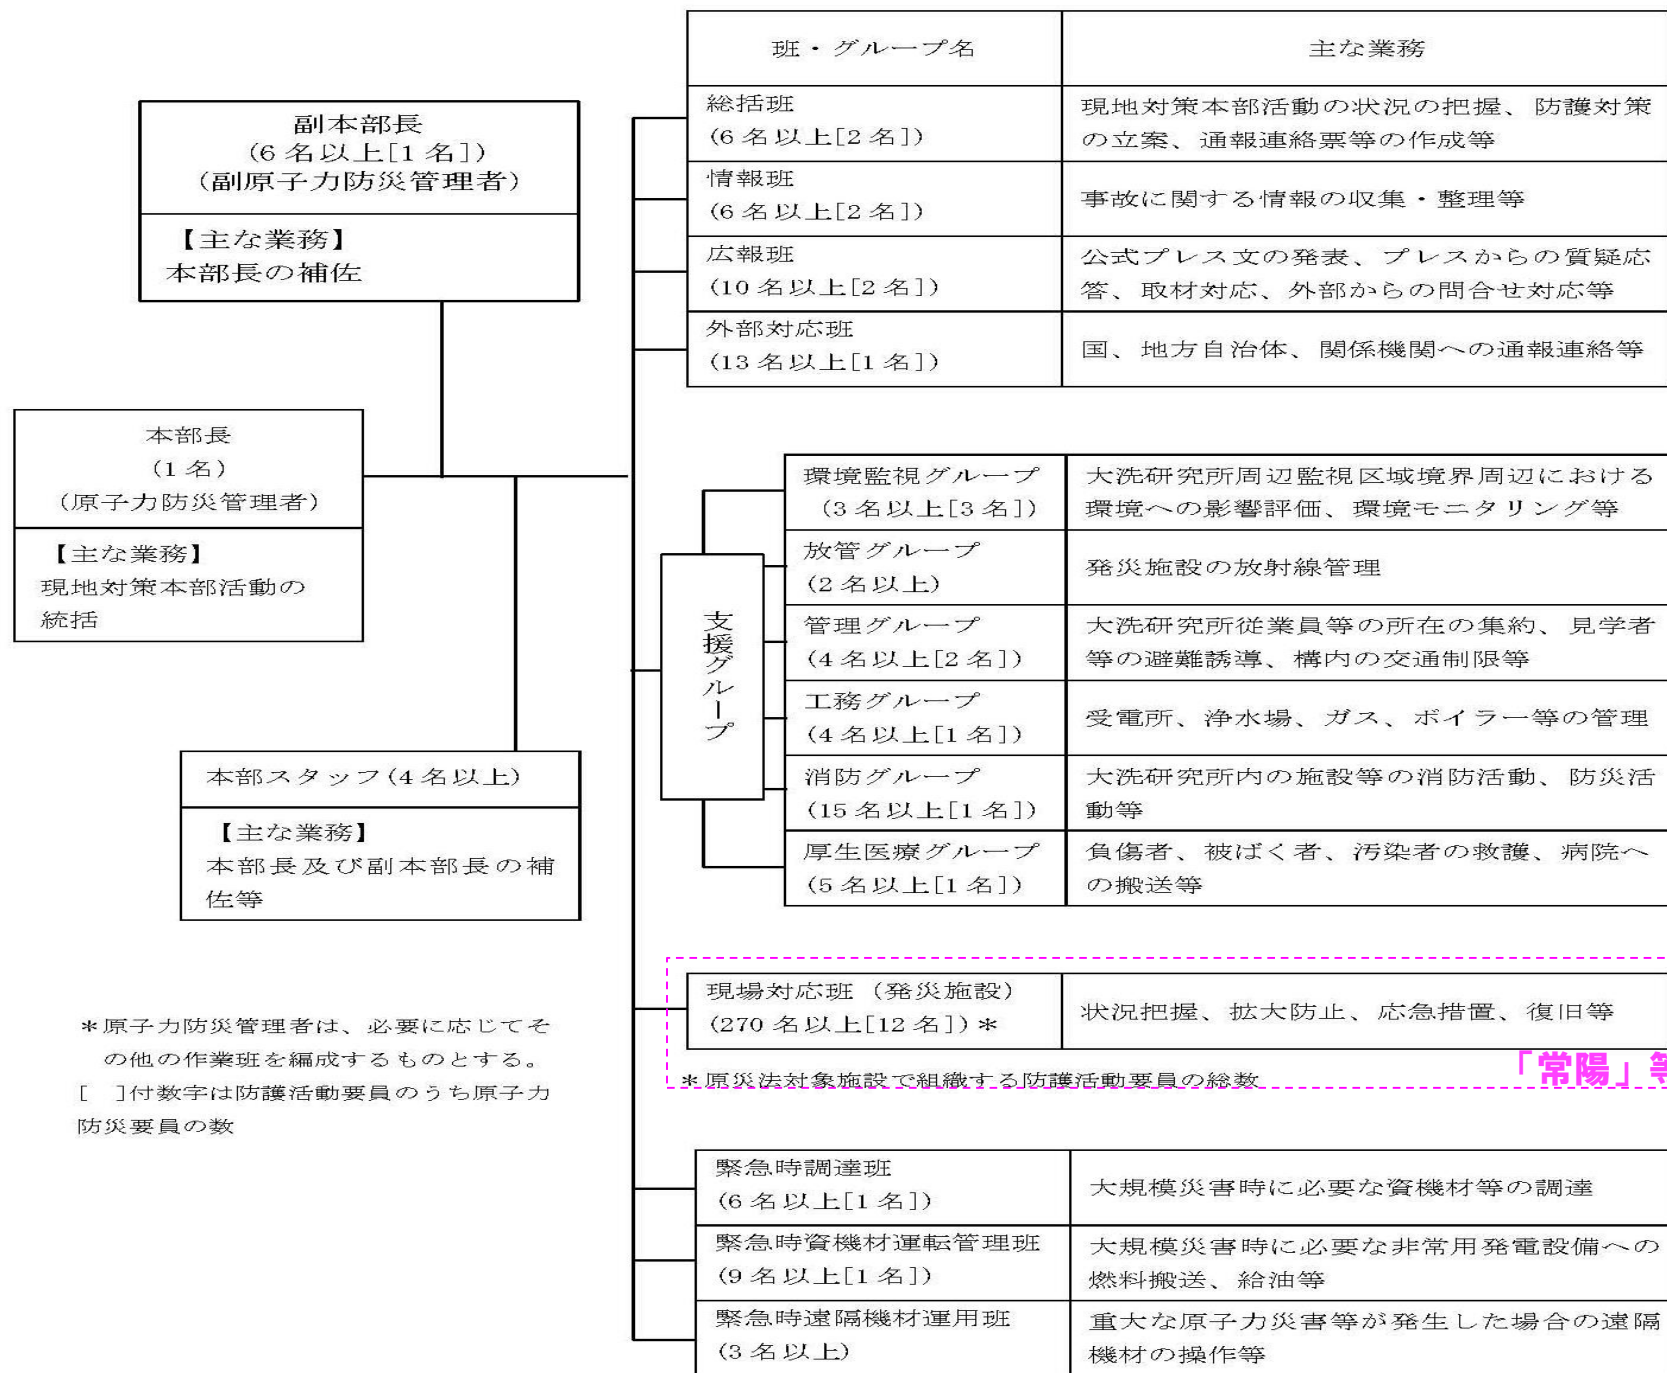 班・グループ名
主な業務
総括班
(6名以上[2名])
現地対策本部活動の状況の把握、防護対策
の立案、通報連絡票等の作成等
情報班
(6名以上[2名])
事故に関する情報の収集・整理等
広報班
(10名以上[2名])
公式プレス文の発表、プレスからの質疑応
答、取材対応、外部からの問合せ対応等
外部対応班
(13名以上[1名])
国、地方自治体、関係機関への通報連絡等
副本部長
(6名以上[1名])
(副原子力防災管理者)
【主な業務】
本部長の補佐
本部長
(1名)
(原子力防災管理者)
【主な業務】
現地対策本部活動の
統括
本部スタッフ(4名以上)
【主な業務】
本部長及び副本部長の補
佐等
支援グループ
環境監視グループ
(3名以上[3名])
大洗研究所周辺監視区域境界周辺における
環境への影響評価、環境モニタリング等
放管グループ
(2名以上)
発災施設の放射線管理
管理グループ
(4名以上[2名])
大洗研究所従業員等の所在の集約、見学者
等の避難誘導、構内の交通制限等
工務グループ
(4名以上[1名])
受電所、浄水場、ガス、ボイラー等の管理
消防グループ
(15名以上[1名])
大洗研究所内の施設等の消防活動、防災活
動等
厚生医療グループ
(5名以上[1名])
負傷者、被ばく者、汚染者の救護、病院へ
の搬送等
現場対応班(発災施設)
(270名以上[12名])*
状況把握、拡大防止、応急措置、復旧等
*原災法対象施設で組織する防護活動要員の総数
「常陽」等
*原子力防災管理者は、必要に応じてそ
の他の作業班を編成するものとする。
[ ]付数字は防護活動要員のうち原子力
防災要員の数
緊急時調達班
(6名以上[1名])
大規模災害時に必要な資機材等の調達
緊急時資機材運転管理班
(9名以上[1名])
大規模災害時に必要な非常用発電設備への
燃料搬送、給油等
緊急時遠隔機材運用班
(3名以上)
重大な原子力災害等が発生した場合の遠隔
機材の操作等